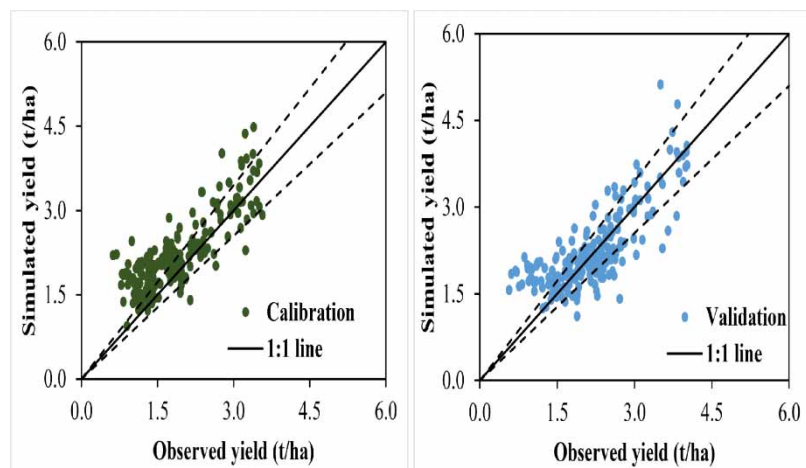 Simulated yield (t/ha)
6.0
4.5
3.0
1.5
0.0
Calibration
1:1 line
0.0 1.5 3.0 4.5 6.0
Observed yield (t/ha)
Simulated yield (t/ha)
6.0
4.5
3.0
1.5
0.0
Validation
1:1 line
0.0 1.5 3.0 4.5 6.0
Observed yield (t/ha)